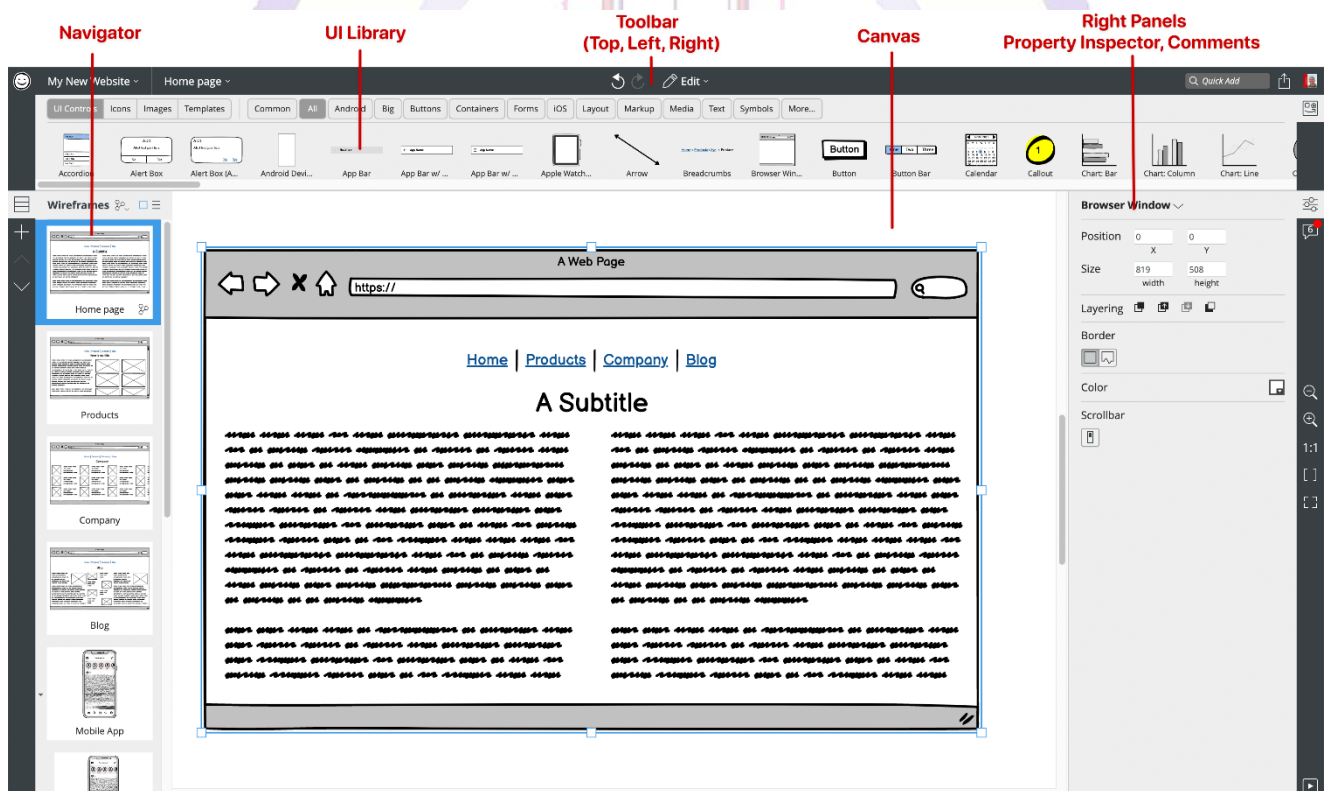 Navigator
UI Library
Toolbar
(Top, Left, Right)
Canvas
Right Panels
Property Inspector, Comments
My New Website
Home page
Edit
Quick Add
UI Controls Icons Images Templates Common All Android Big Buttons Containers Forms iOS Layout Markup Media Text Symbols More...
Button
One Two Three
1
Accordion Alert Box Alert Box (A... Android Devi... App Bar App Bar w/ ... App Bar w/ ... Apple Watch... Arrow Breadcrumbs Browser Win... Button Button Bar Calendar Callout Chart: Bar Chart: Column Chart: Line
Wireframes
Home page
Products
Company
Blog
Mobile App
A Web Page
https://
Home | Products | Company | Blog
A Subtitle
Browser Window
Position 0 0
X Y
Size 819 508
width height
Layering
Border
Color
Scrollbar
6
1:1